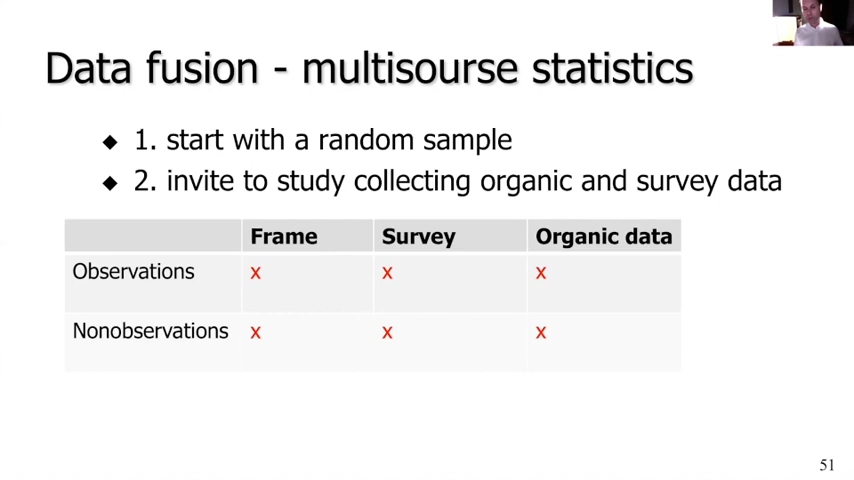 Data fusion - multisourse statistics
◆ 1. start with a random sample
◆ 2. invite to study collecting organic and survey data
Frame Survey Organic data
Observations x x x
Nonobservations x x x
51